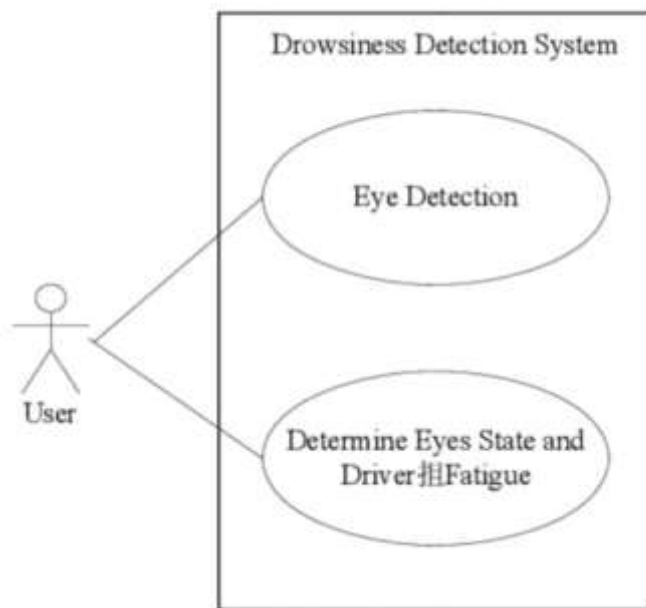 Drowsiness Detection System
Eye Detection
User
Determine Eyes State and
Driver抯Fatigue